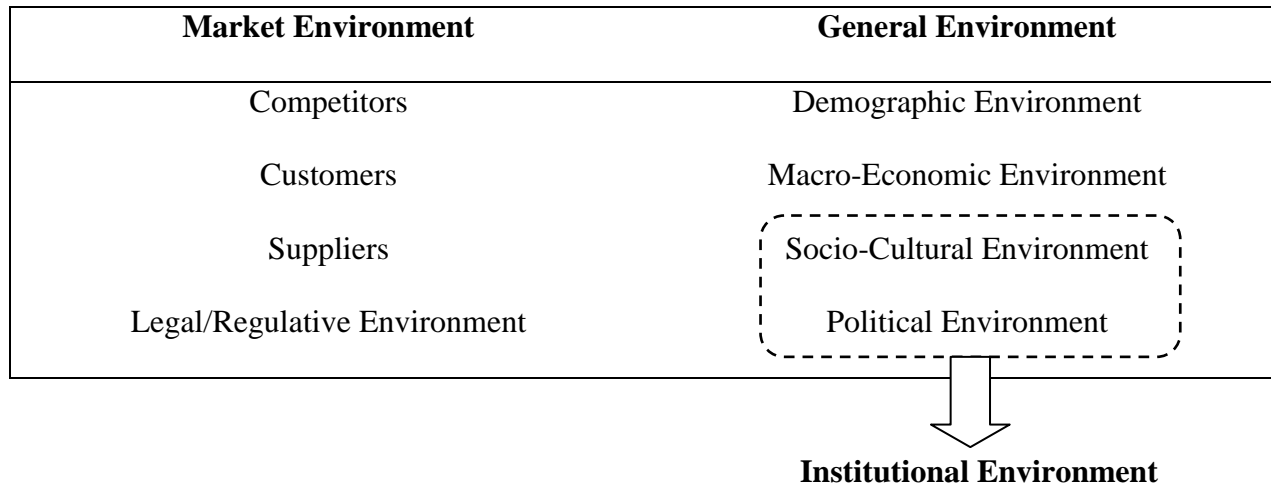 Market Environment
General Environment
Competitors
Demographic Environment
Customers
Macro-Economic Environment
Suppliers
Socio-Cultural Environment
Legal/Regulative Environment
Political Environment
Institutional Environment